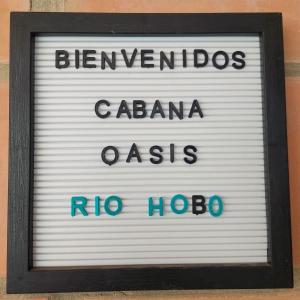 BIENVENIDOS
CABANA
OASIS
RIO HOBO